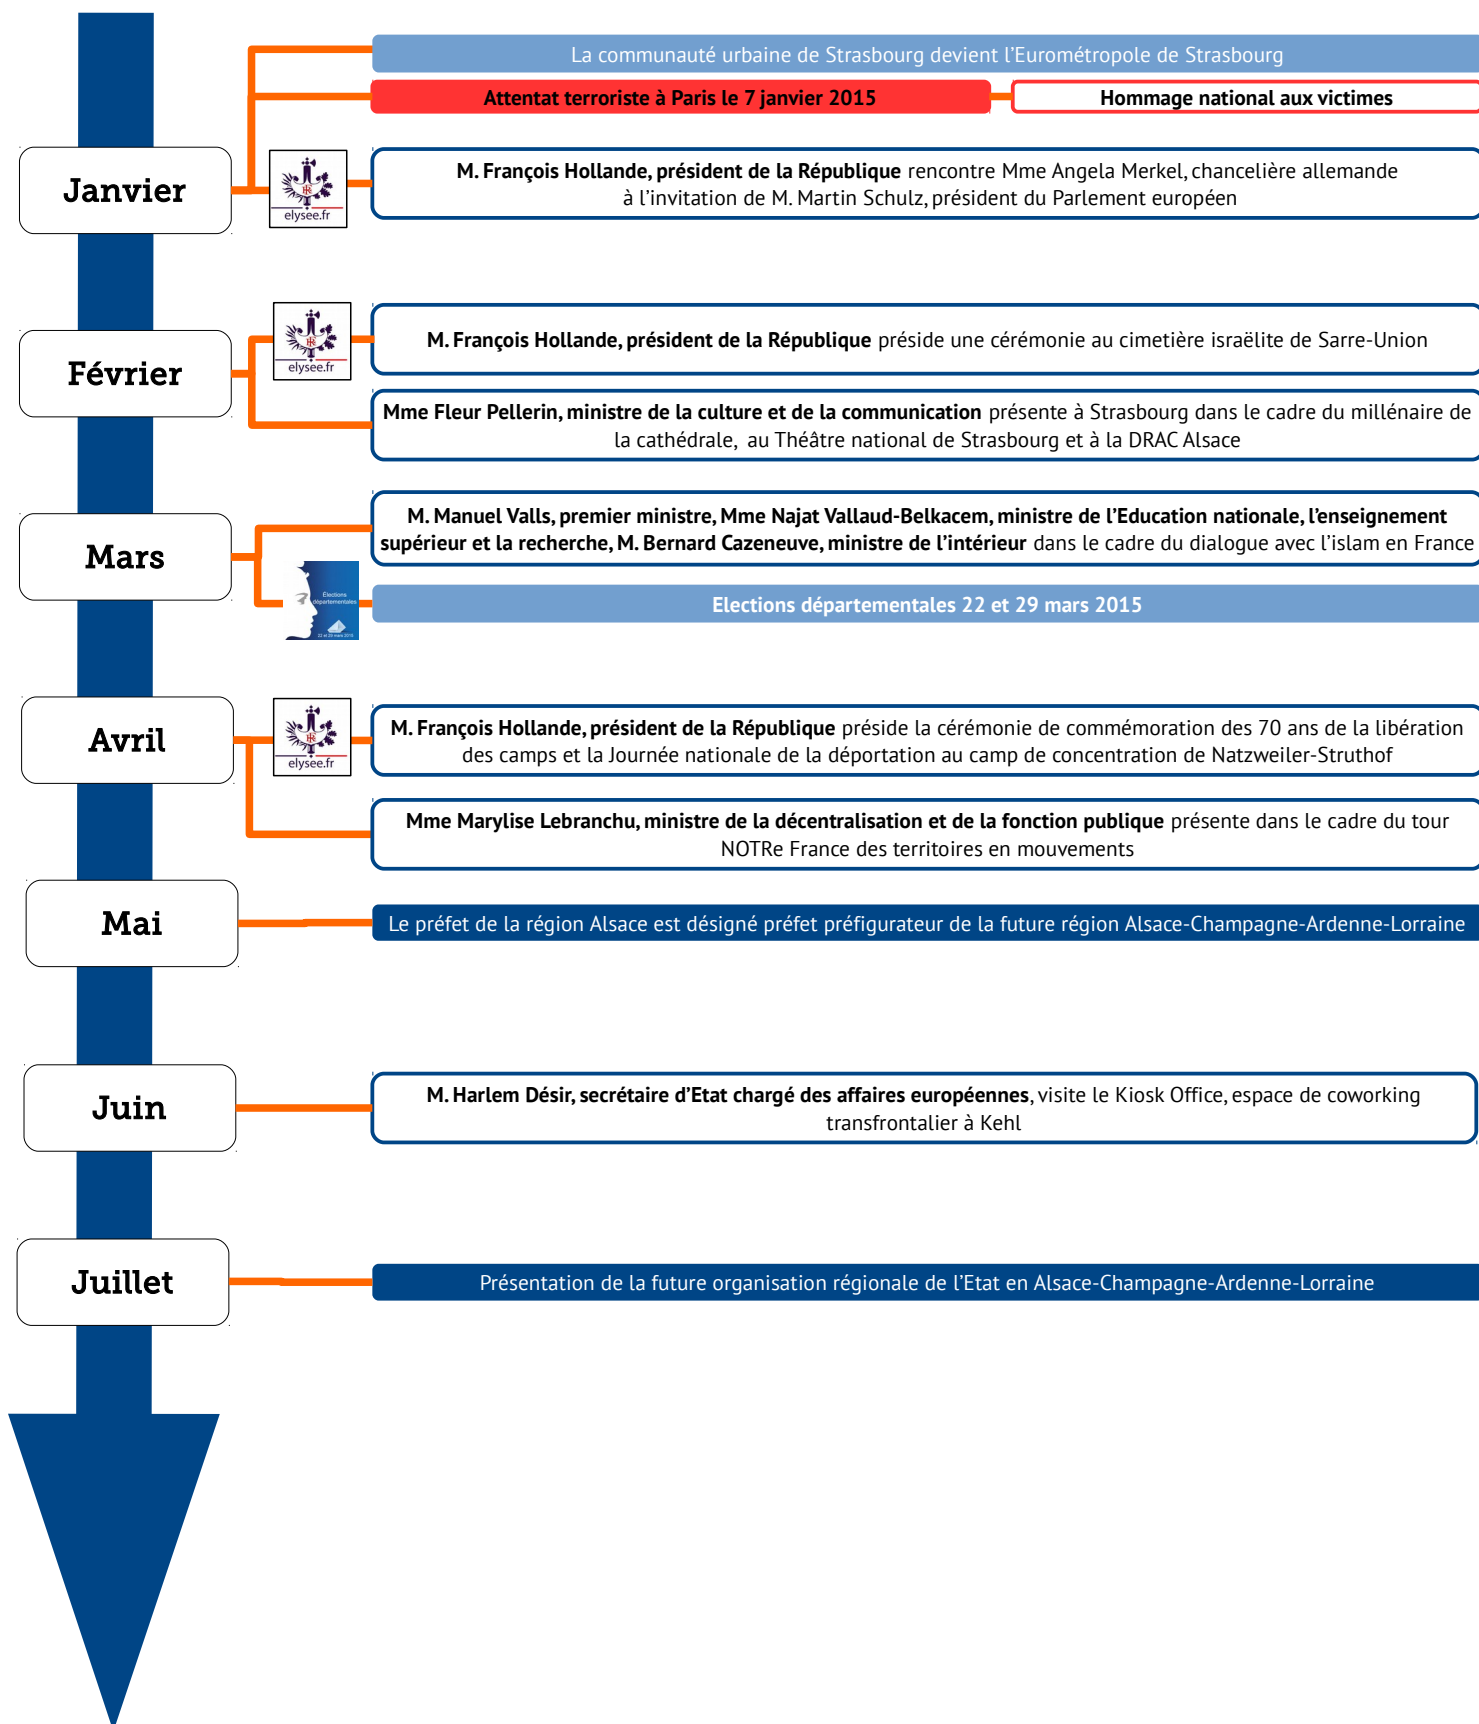 La communauté urbaine de Strasbourg devient l'Eurométropole de Strasbourg
Attentat terroriste à Paris le 7 janvier 2015
Hommage national aux victimes
Janvier
elysee.fr
M. François Hollande, président de la République rencontre Mme Angela Merkel, chancelière allemande
à l'invitation de M. Martin Schulz, président du Parlement européen
Février
elysee.fr
M. François Hollande, président de la République préside une cérémonie au cimetière israëlite de Sarre-Union
Mme Fleur Pellerin, ministre de la culture et de la communication présente à Strasbourg dans le cadre du millénaire de
la cathédrale, au Théâtre national de Strasbourg et à la DRAC Alsace
Mars
M. Manuel Valls, premier ministre, Mme Najat Vallaud-Belkacem, ministre de l'Education nationale, l'enseignement
supérieur et la recherche, M. Bernard Cazeneuve, ministre de l'intérieur dans le cadre du dialogue avec l'islam en France
Élections
départementales
22 et 29 mars 2015
Elections départementales 22 et 29 mars 2015
Avril
elysee.fr
M. François Hollande, président de la République préside la cérémonie de commémoration des 70 ans de la libération
des camps et la Journée nationale de la déportation au camp de concentration de Natzweiler-Struthof
Mme Marylise Lebranchu, ministre de la décentralisation et de la fonction publique présente dans le cadre du tour
NOTRe France des territoires en mouvements
Mai
Le préfet de la région Alsace est désigné préfet préfigurateur de la future région Alsace-Champagne-Ardenne-Lorraine
Juin
M. Harlem Désir, secrétaire d'Etat chargé des affaires européennes, visite le Kiosk Office, espace de coworking
transfrontalier à Kehl
Juillet
Présentation de la future organisation régionale de l'Etat en Alsace-Champagne-Ardenne-Lorraine